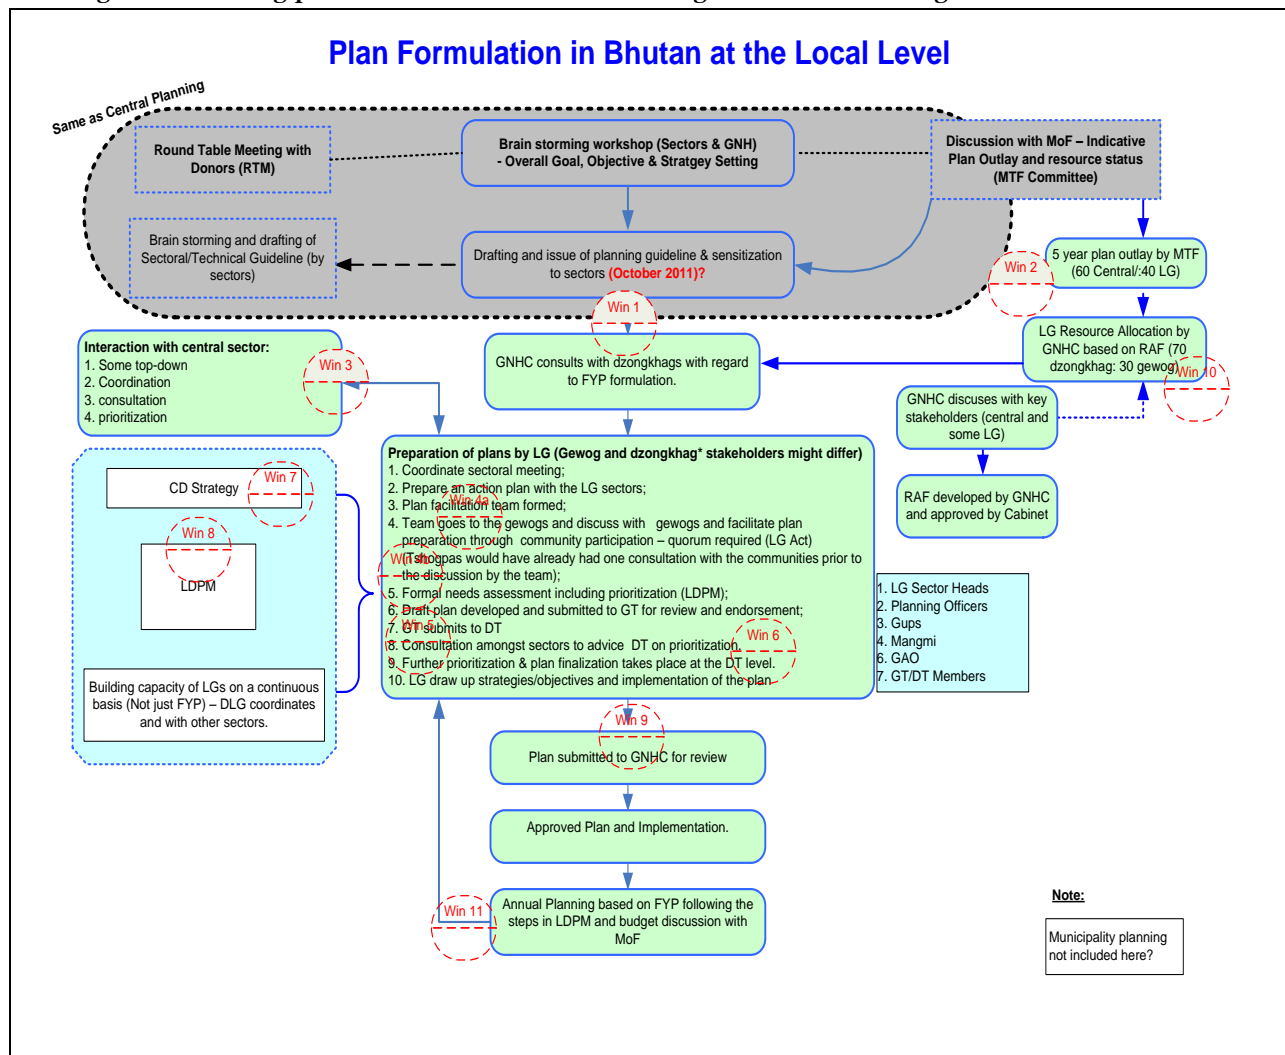 Plan Formulation in Bhutan at the Local Level
Same as Central Planning
Round Table Meeting with
Donors (RTM)
Brain storming workshop (Sectors & GNH)
- Overall Goal, Objective & Stratgey Setting
Discussion with MoF – Indicative
Plan Outlay and resource status
(MTF Committee)
Brain storming and drafting of
Sectoral/Technical Guideline (by
sectors)
Drafting and issue of planning guideline & sensitization
to sectors (October 2011)?
Win 2
5 year plan outlay by MTF
(60 Central/:40 LG)
Win 1
Interaction with central sector:
1. Some top-down
2. Coordination
3. consultation
4. prioritization
Win 3
GNHC consults with dzongkhags with regard
to FYP formulation.
LG Resource Allocation by
GNHC based on RAF (70
dzongkhag: 30 gewog)
Win 10
GNHC discuses with key
stakeholders (central and
some LG)
RAF developed by GNHC
and approved by Cabinet
CD Strategy
Win 7
Win 8
LDPM
Building capacity of LGs on a continuous
basis (Not just FYP) – DLG coordinates
and with other sectors.
Preparation of plans by LG (Gewog and dzongkhag* stakeholders might differ)
1. Coordinate sectoral meeting;
2. Prepare an action plan with the LG sectors;
3. Plan facilitation team formed;
4. Team goes to the gewogs and discuss with gewogs and facilitate plan
preparation through community participation – quorum required (LG Act)
(Tshogpas would have already had one consultation with the communities prior to
the discussion by the team);
5. Formal needs assessment including prioritization (LDPM);
6. Draft plan developed and submitted to GT for review and endorsement;
7. GT submits to DT
8. Consultation amongst sectors to advice DT on prioritization.
9. Further prioritization & plan finalization takes place at the DT level.
10. LG draw up strategies/objectives and implementation of the plan
Win 4a
Win 4b
Win 5
Win 6
1. LG Sector Heads
2. Planning Officers
3. Gups
4. Mangmi
6. GAO
7. GT/DT Members
Win 9
Plan submitted to GNHC for review
Approved Plan and Implementation.
Win 11
Annual Planning based on FYP following the
steps in LDPM and budget discussion with
MoF
Note:
Municipality planning
not included here?